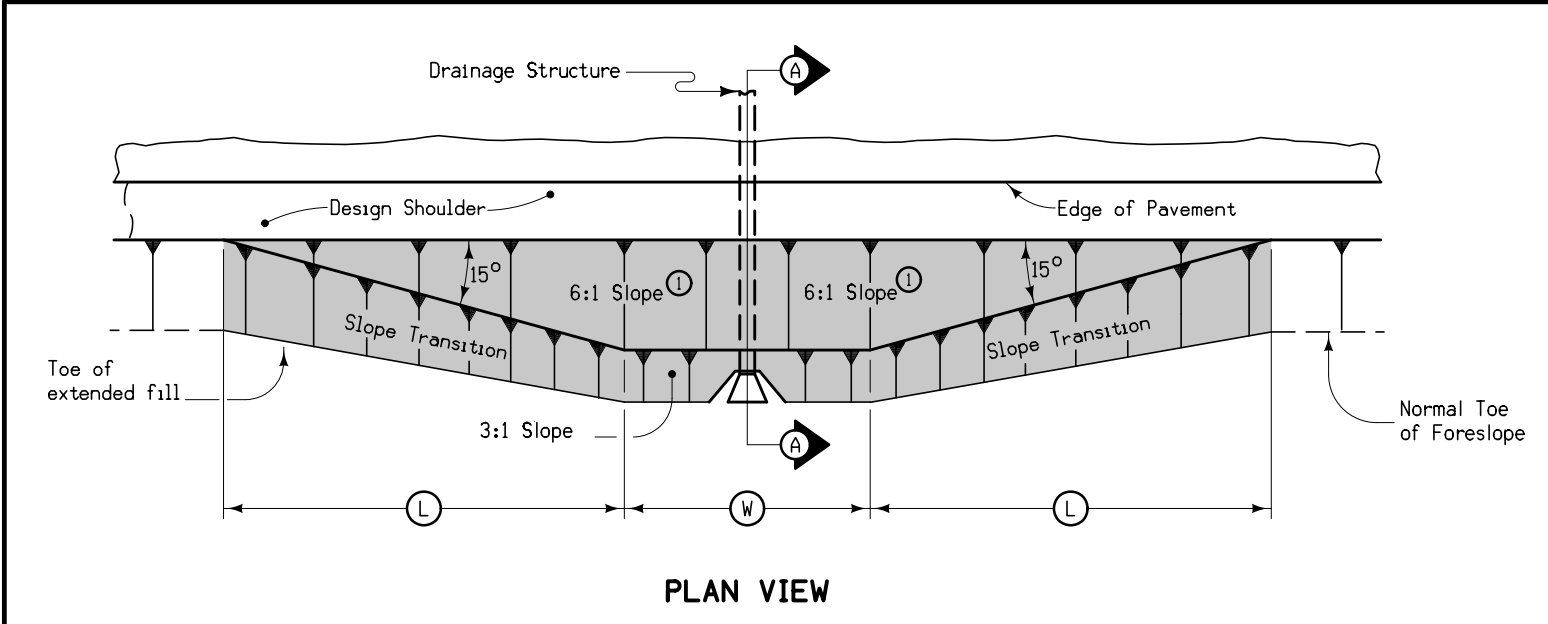 Drainage Structure
A
Design Shoulder
Edge of Pavement
15°
6:1 Slope 1
6:1 Slope 1
15°
Slope Transition
Slope Transition
Toe of
extended fill
3:1 Slope
A
Normal Toe
of Foreslope
L
W
L
PLAN VIEW